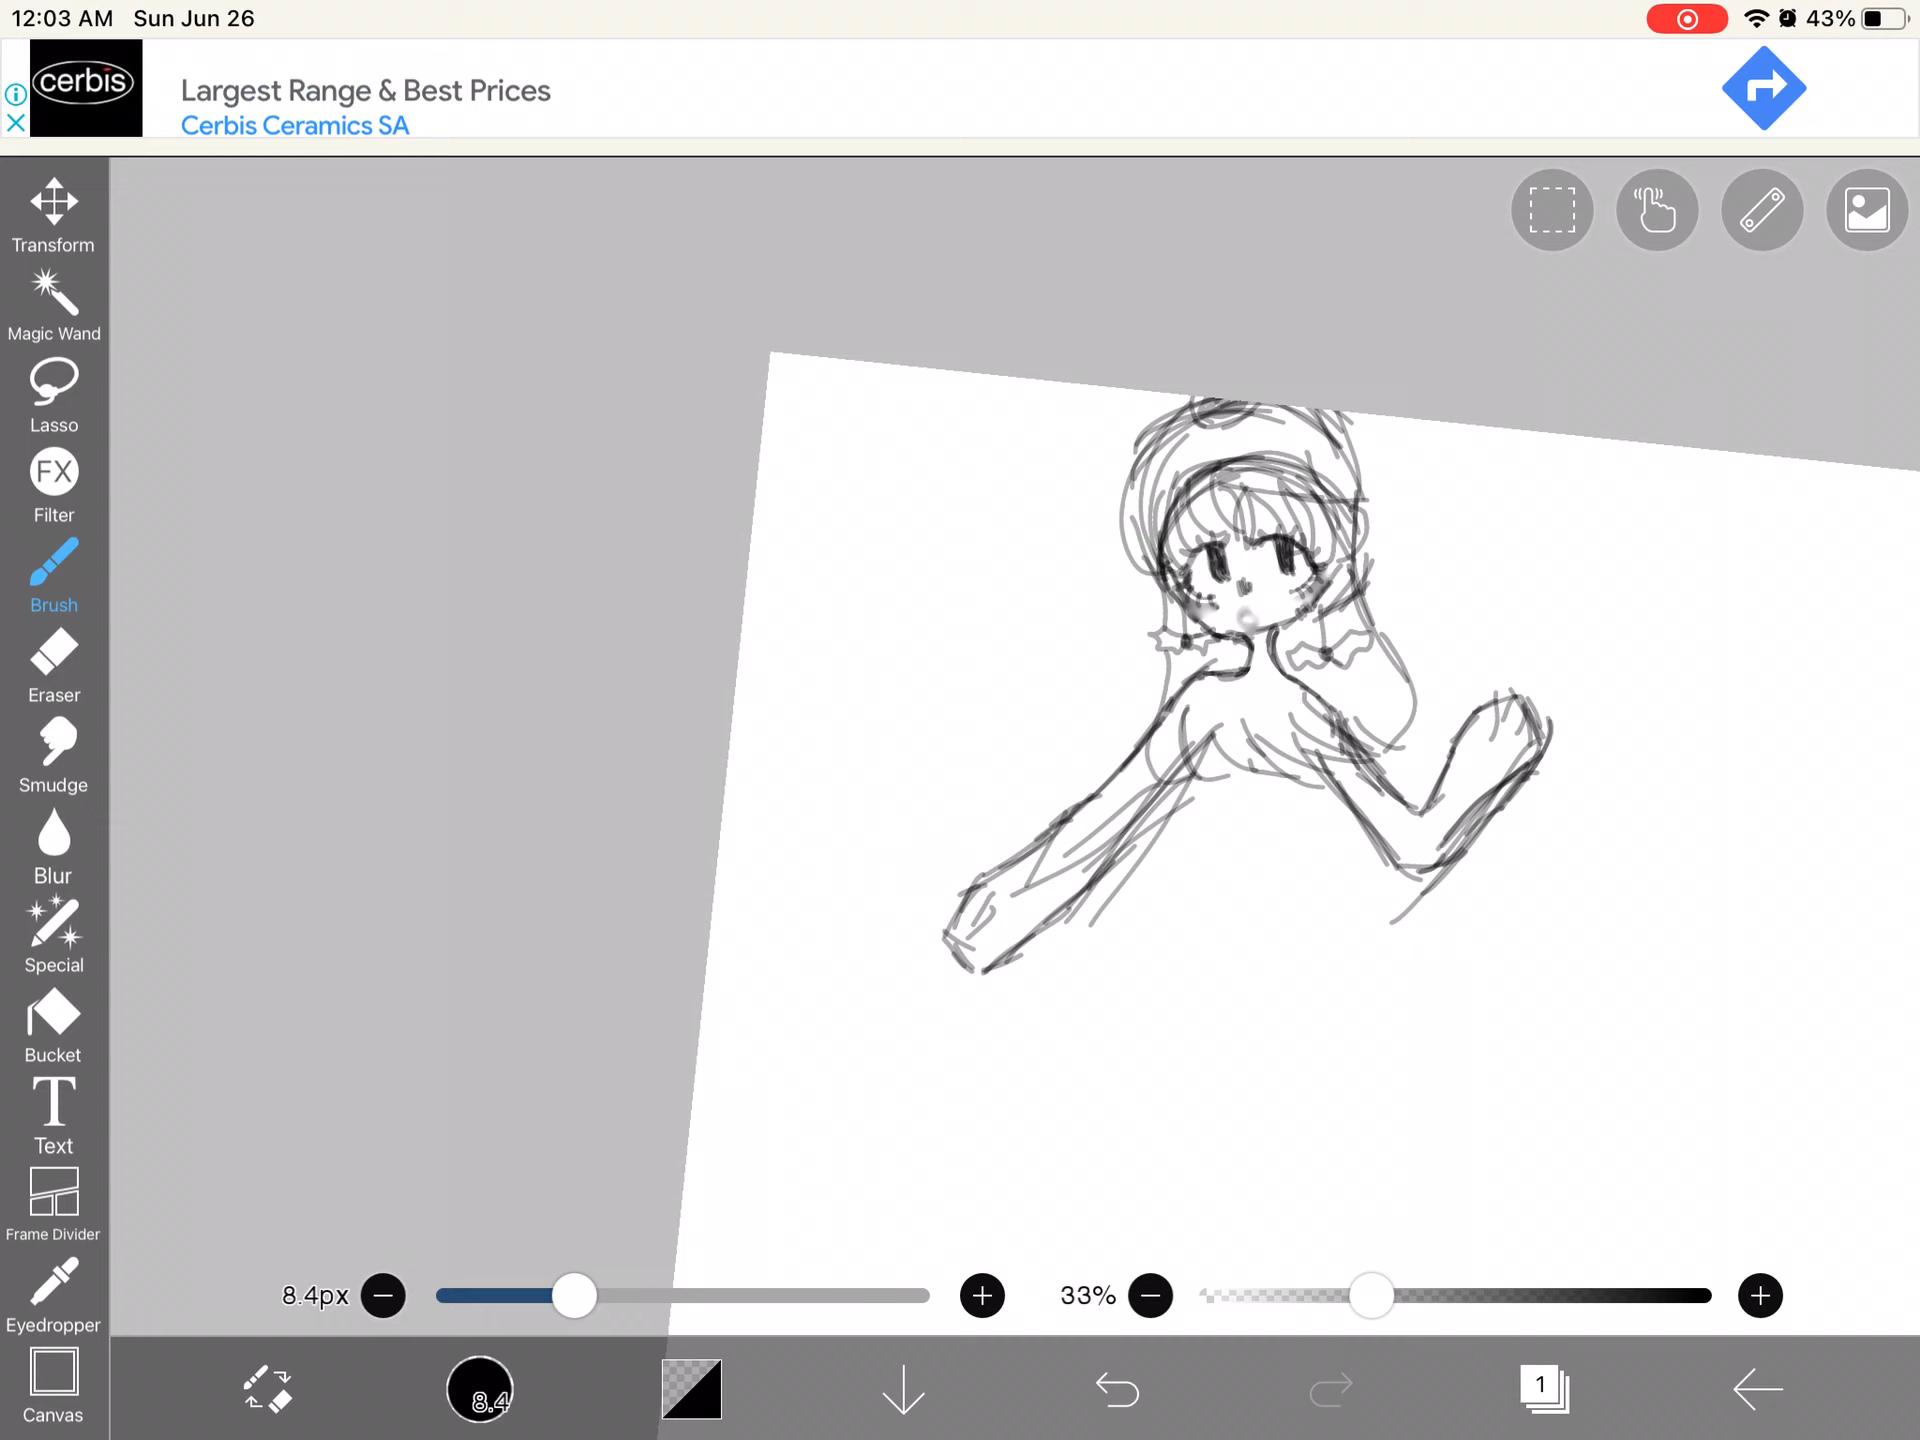 12:03 AM Sun Jun 26
43%
cerbis
Largest Range & Best Prices
Cerbis Ceramics SA
Transform
Magic Wand
Lasso
FX
Filter
Brush
Eraser
Smudge
Blur
Special
Bucket
T
Text
Frame Divider
Eyedropper
Canvas
8.4px
33%
8.4
1